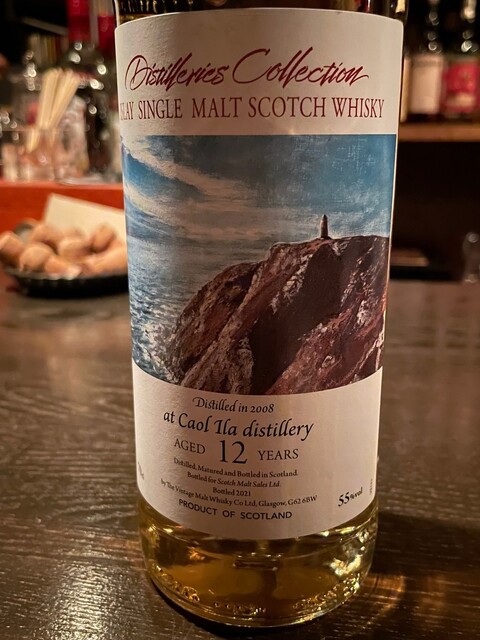 Distilleries Collection
ISLAY SINGLE MALT SCOTCH WHISKY
Distilled in 2008
at Caol Ila distillery
AGED 12 YEARS
Distilled, Matured and Bottled in Scotland.
Bottled for Scotch Malt Sales Ltd.
Bottled 2021
by The Vintage Malt Whisky Co Ltd, Glasgow, G62 6BW
55%vol
PRODUCT OF SCOTLAND